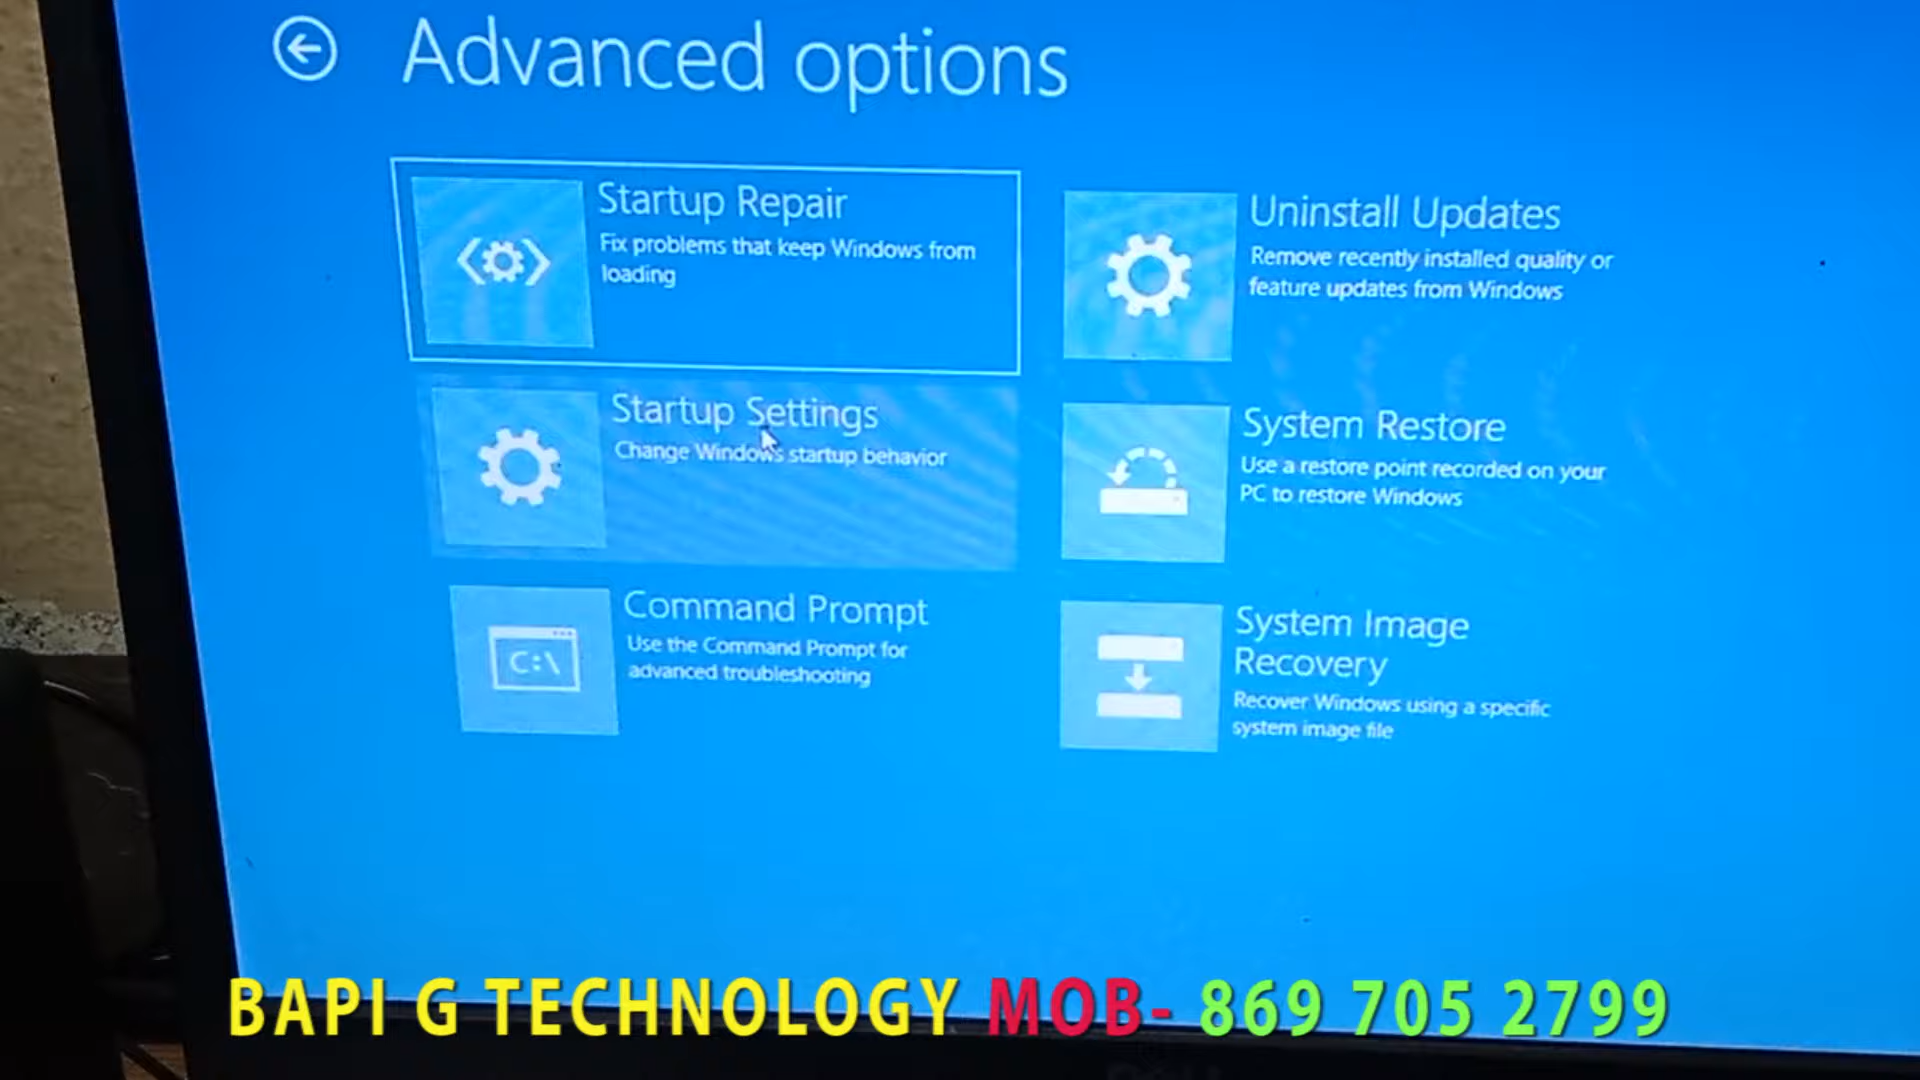 Advanced options
Startup Repair
Fix problems that keep Windows from
loading
Uninstall Updates
Remove recently installed quality or
feature updates from Windows
Startup Settings
Change Windows startup behavior
System Restore
Use a restore point recorded on your
PC to restore Windows
C:\
Command Prompt
Use the Command Prompt for
advanced troubleshooting
System Image
Recovery
Recover Windows using a specific
system image file
BAPI G TECHNOLOGY MOB- 869 705 2799